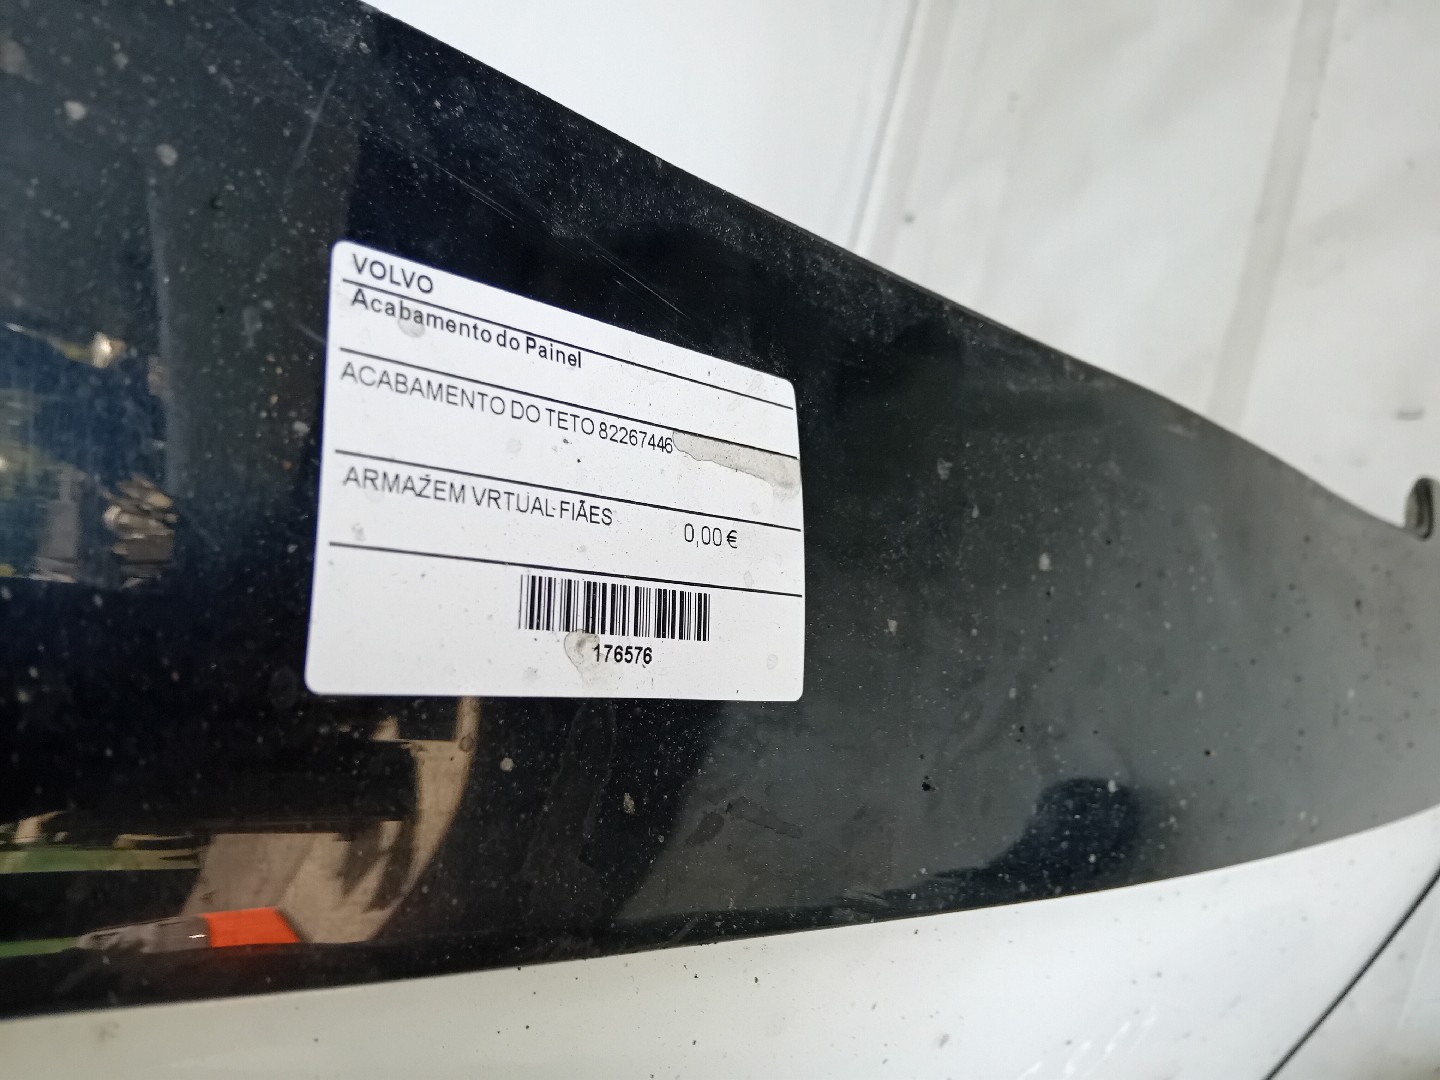 VOLVO
Acabamento do Painel
ACABAMENTO DO TETO 82267446
ARMAŽEM VRTUAL-FIÃES 0,00 €
176576